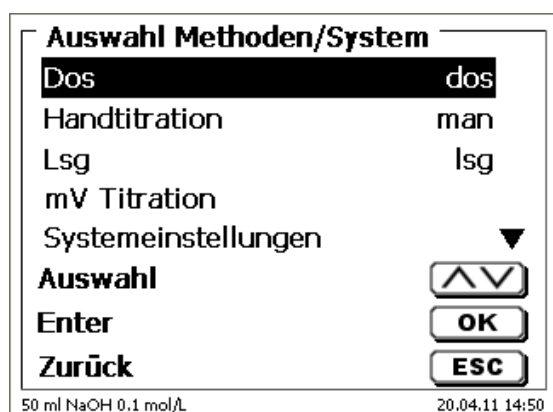 Auswahl Methoden/System
Dos dos
Handtitration man
Lsg lsg
mV Titration
Systemeinstellungen
Auswahl
Enter OK
Zurück ESC
50 ml NaOH 0.1 mol/L 20.04.11 14:50